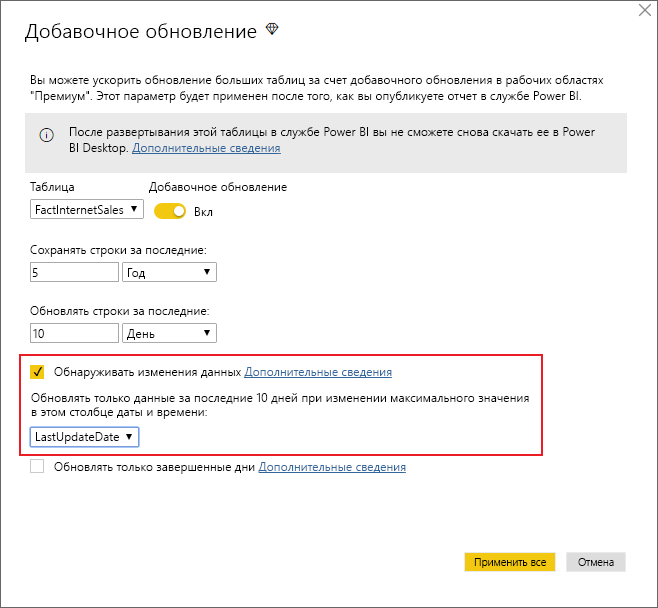 Добавочное обновление
Вы можете ускорить обновление больших таблиц за счет добавочного обновления в рабочих областях
"Премиум". Этот параметр будет применен после того, как вы опубликуете отчет в службе Power BI.
После развертывания этой таблицы в службе Power BI вы не сможете снова скачать ее в Power
BI Desktop. Дополнительные сведения
Таблица Добавочное обновление
FactInternetSales Вкл
Сохранять строки за последние:
5 Год
Обновлять строки за последние:
10 День
Обнаруживать изменения данных Дополнительные сведения
Обновлять только данные за последние 10 дней при изменении максимального значения
в этом столбце даты и времени:
LastUpdateDate
Обновлять только завершенные дни Дополнительные сведения
Применить все Отмена